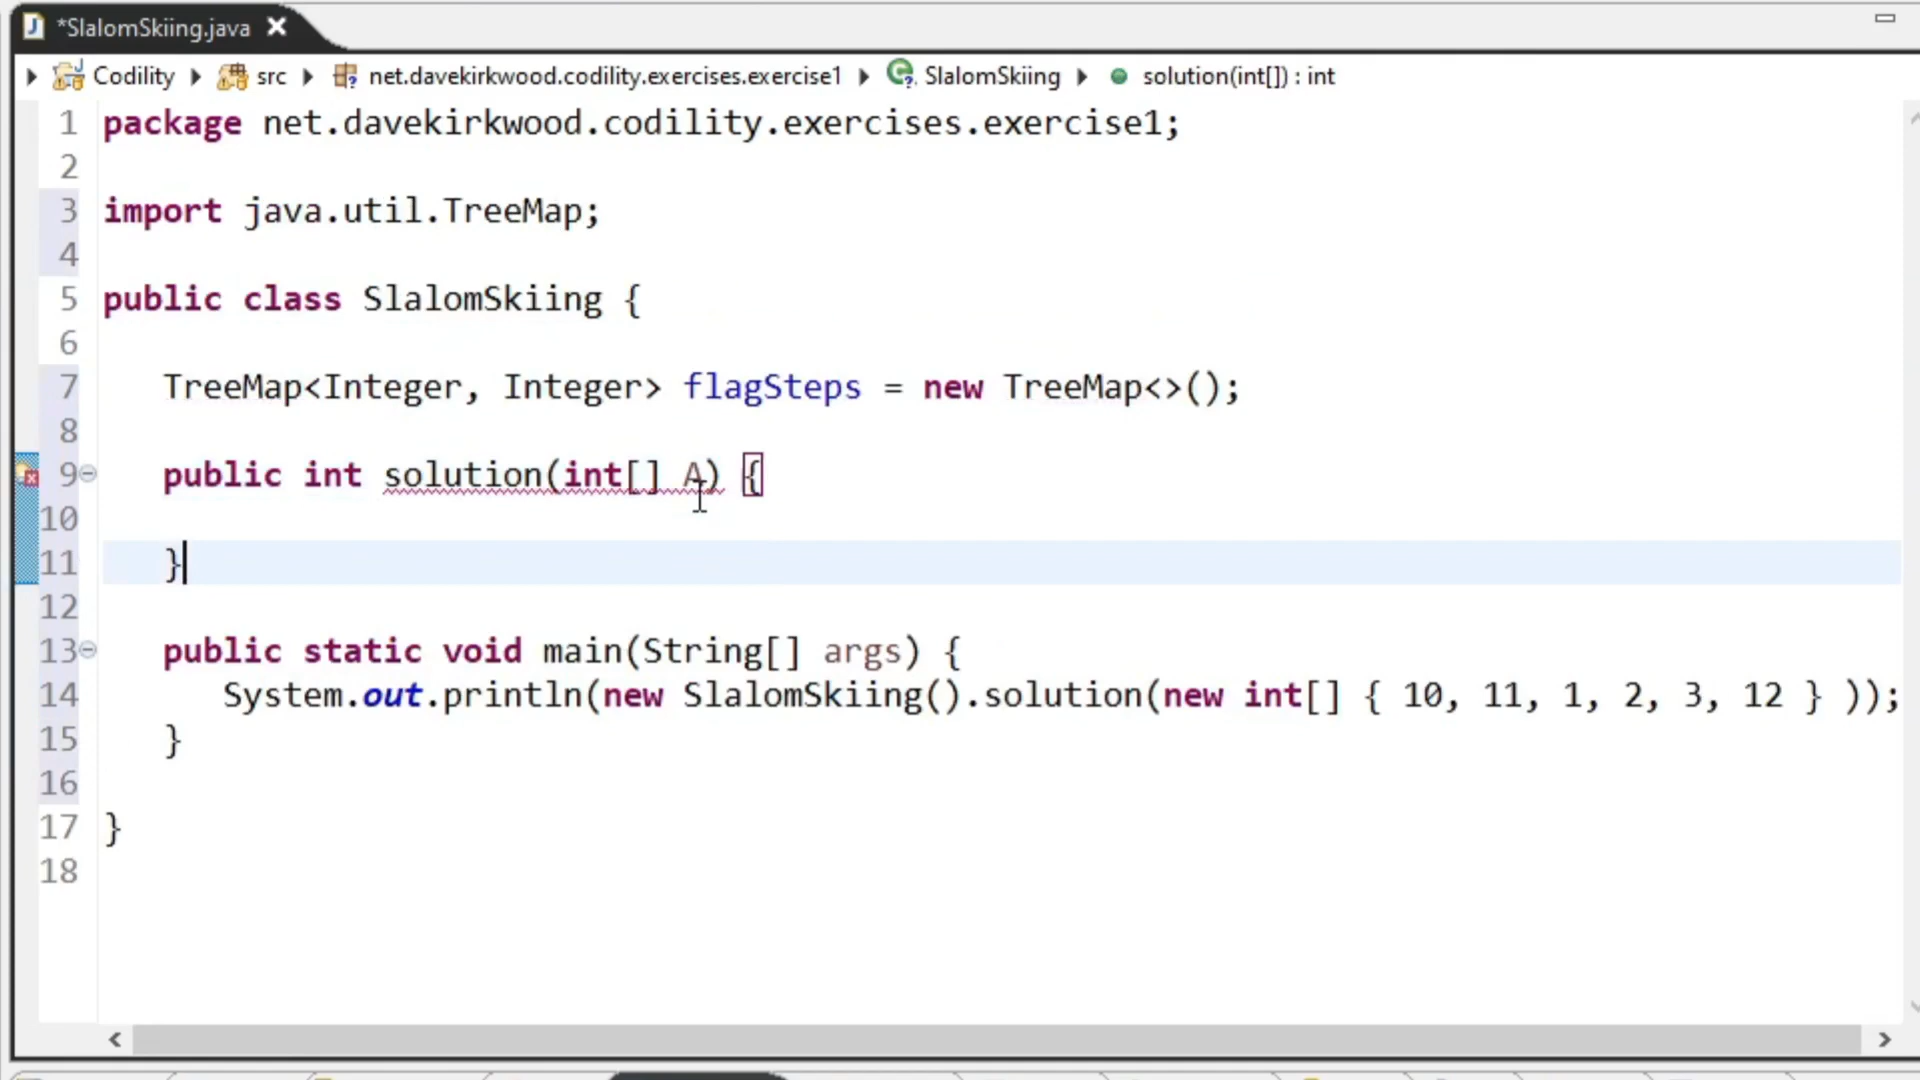 *SlalomSkiing.java
Codility src net.davekirkwood.codility.exercises.exercise1 SlalomSkiing solution(int[]) : int
1 package net.davekirkwood.codility.exercises.exercise1;
2
3 import java.util.TreeMap;
4
5 public class SlalomSkiing {
6
7 TreeMap<Integer, Integer> flagSteps = new TreeMap<>();
8
9 public int solution(int[] A) {
10
11 }
12
13 public static void main(String[] args) {
14 System.out.println(new SlalomSkiing().solution(new int[] { 10, 11, 1, 2, 3, 12 } ));
15 }
16
17 }
18